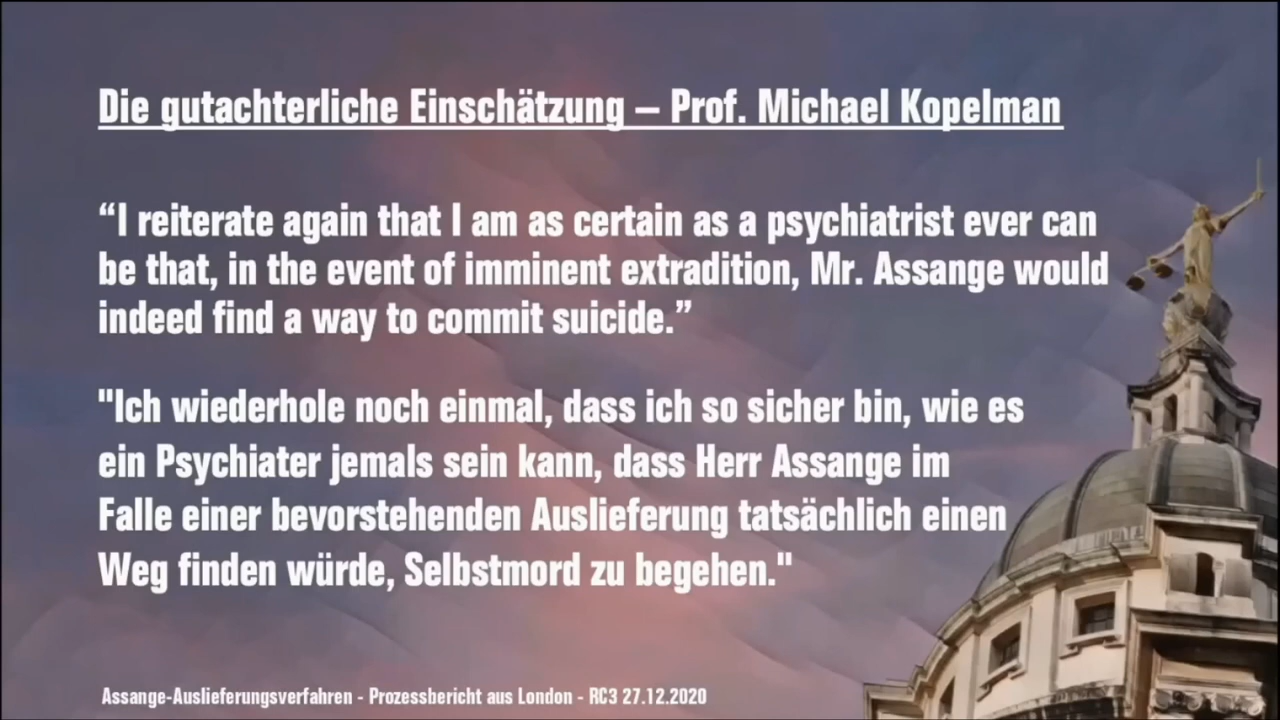 Die gutachterliche Einschätzung – Prof. Michael Kopelman
“I reiterate again that I am as certain as a psychiatrist ever can
be that, in the event of imminent extradition, Mr. Assange would
indeed find a way to commit suicide.”
"Ich wiederhole noch einmal, dass ich so sicher bin, wie es
ein Psychiater jemals sein kann, dass Herr Assange im
Falle einer bevorstehenden Auslieferung tatsächlich einen
Weg finden würde, Selbstmord zu begehen."
Assange-Auslieferungsverfahren - Prozessbericht aus London - RC3 27.12.2020